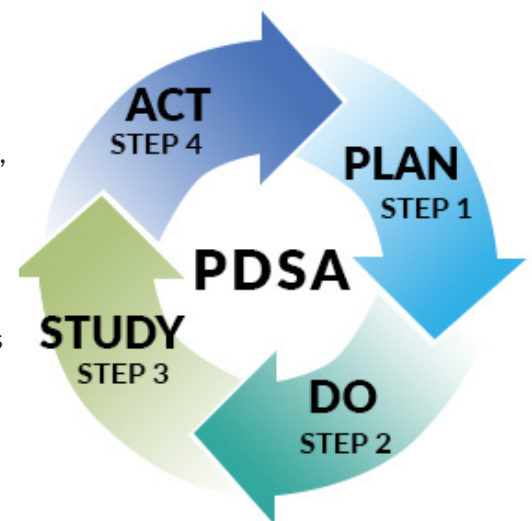 ACT
STEP 4
,
PLAN
STEP 1
PDSA
s
STUDY
STEP 3
DO
STEP 2